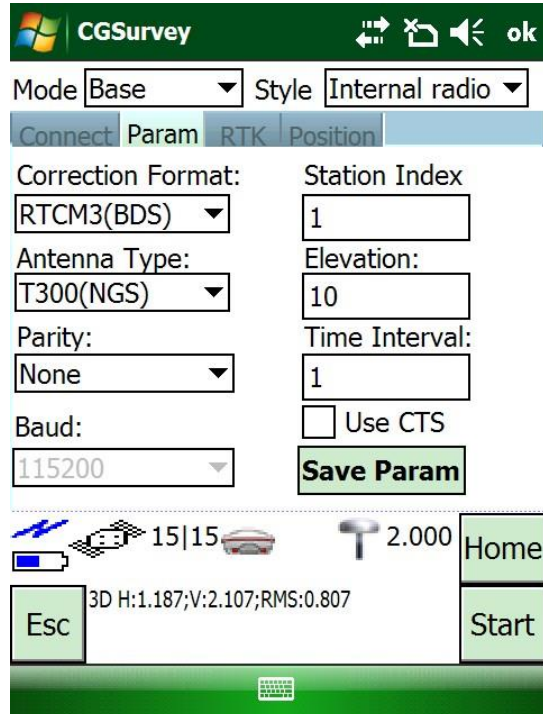 CGSurvey ok
Mode Base Style Internal radio
Connect Param RTK Position
Correction Format: Station Index
RTCM3(BDS) 1
Antenna Type: Elevation:
T300(NGS) 10
Parity: Time Interval:
None 1
Baud: Use CTS
115200 Save Param
15|15 2.000 Home
Esc 3D H:1.187;V:2.107;RMS:0.807 Start